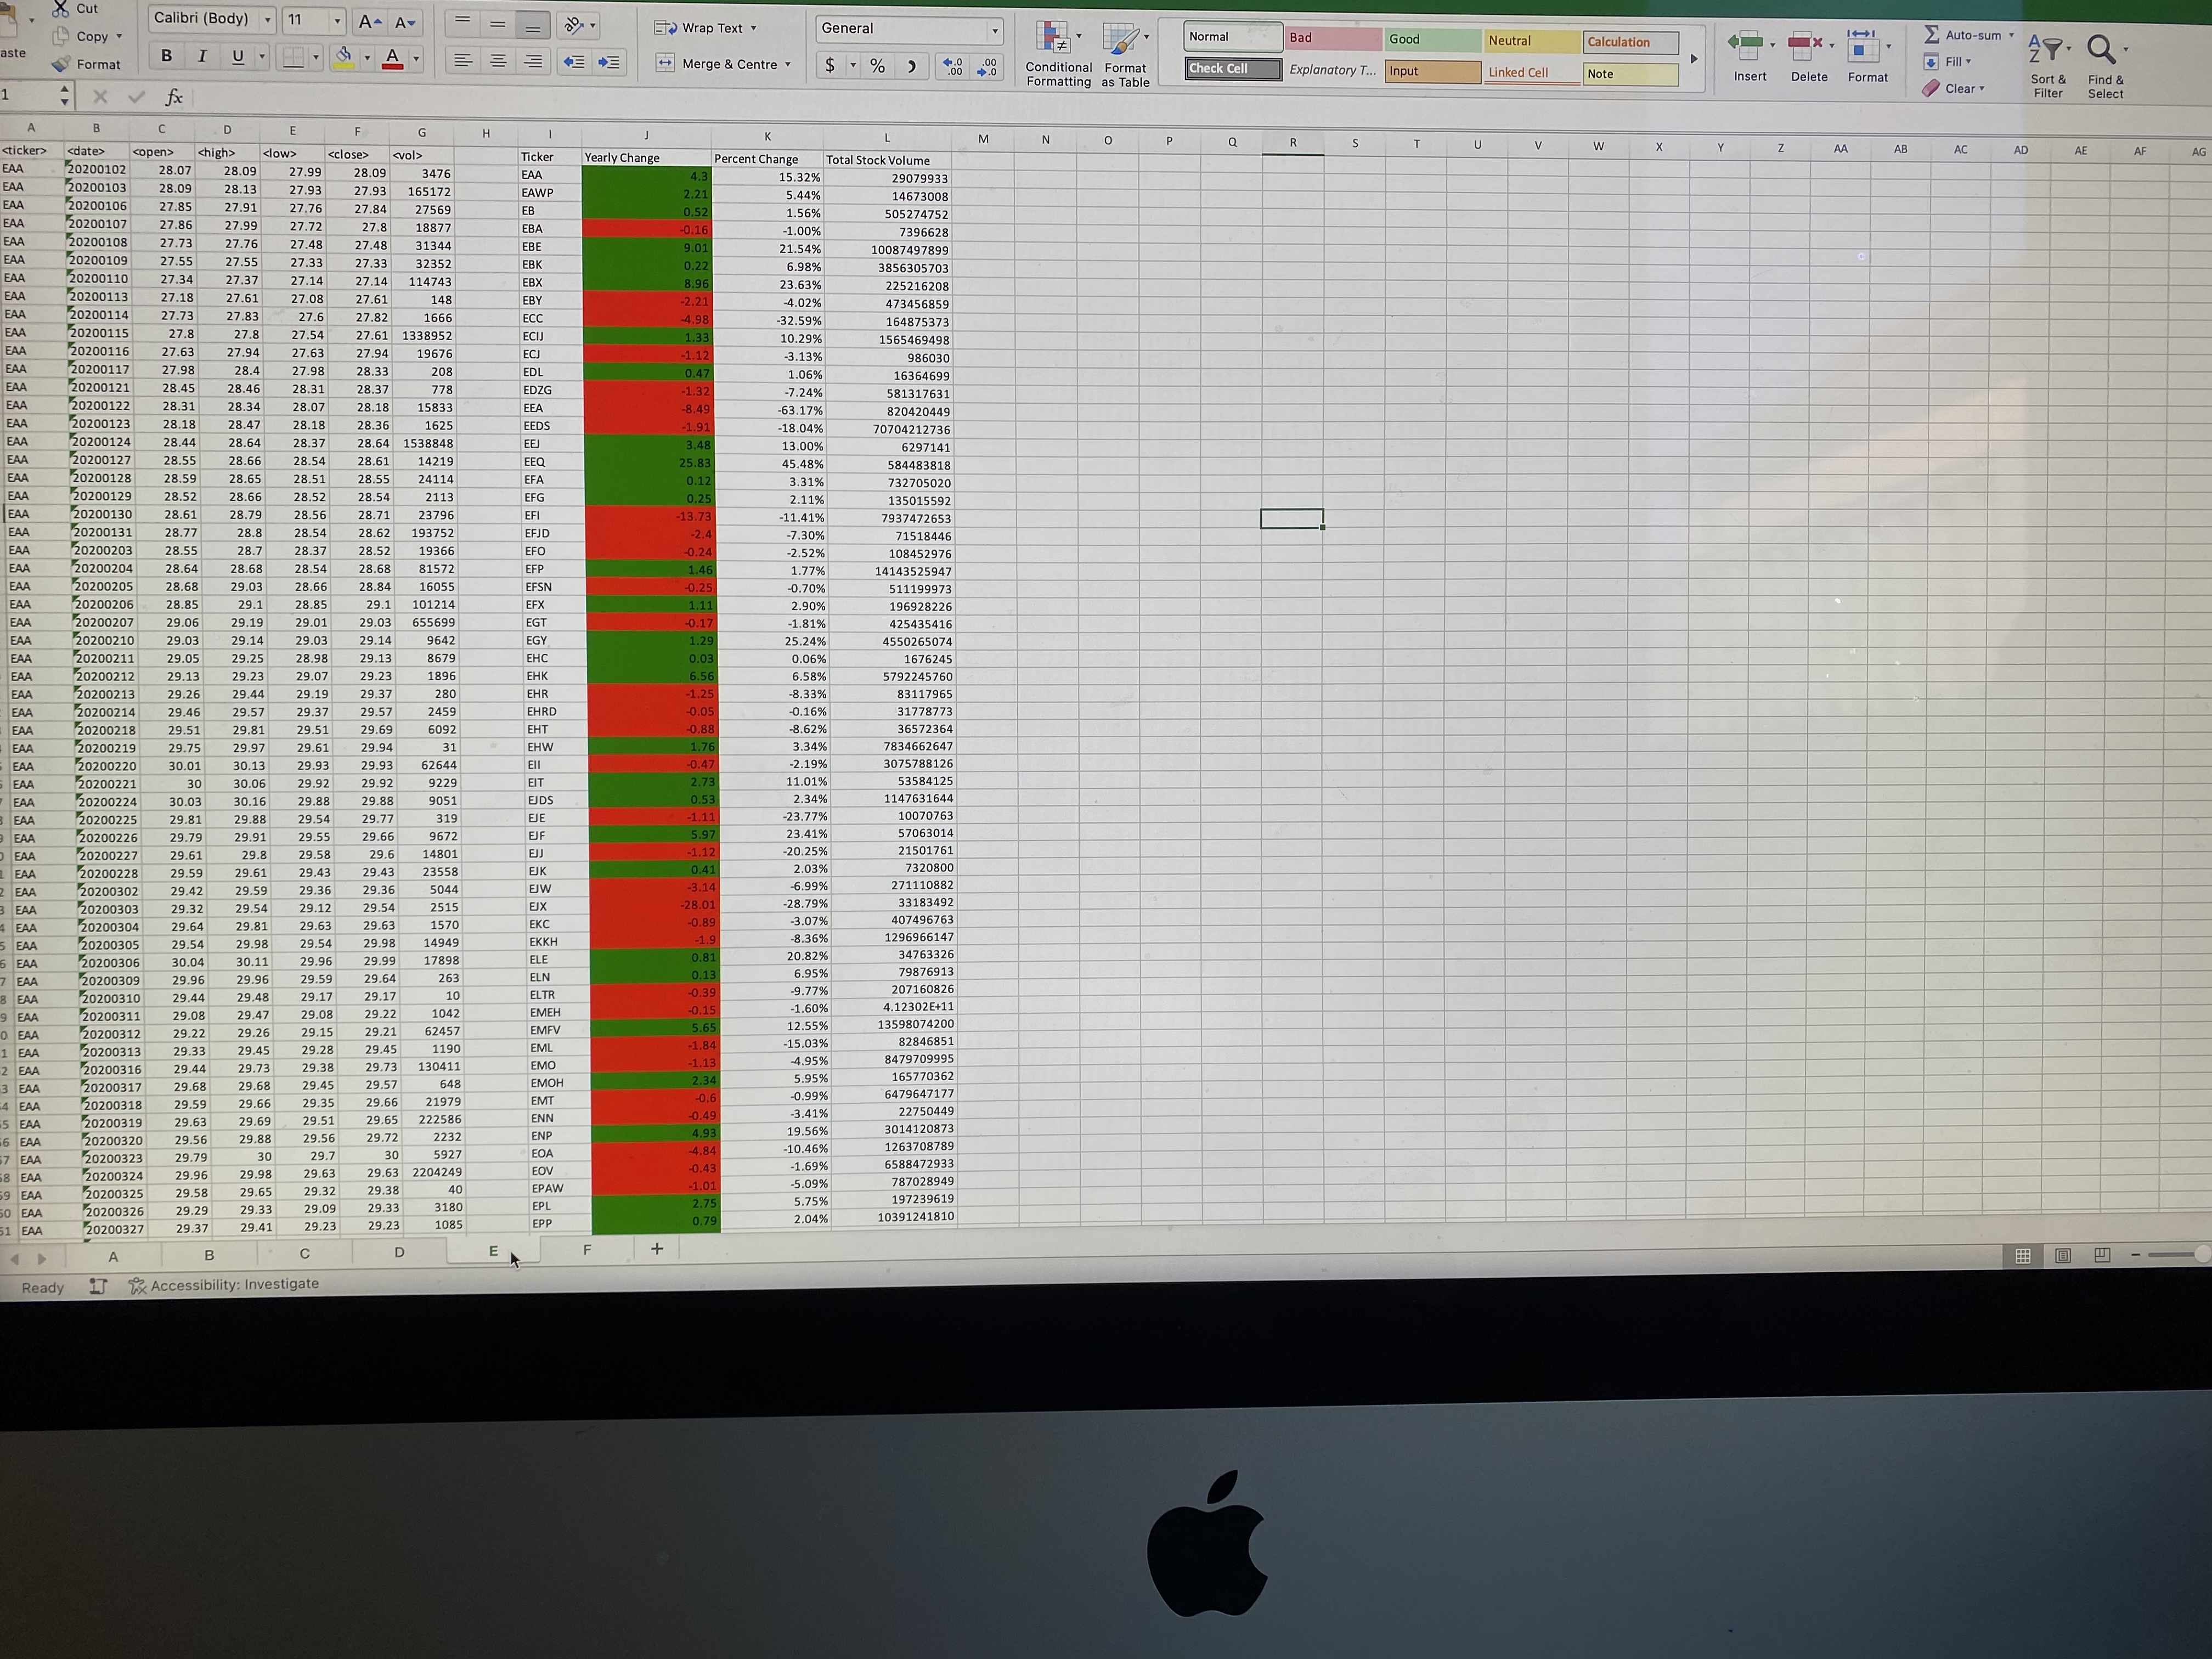 Cut
Copy
Format
aste
Calibri (Body) 11 A A
B I U A
Wrap Text
Merge & Centre
General
$ % ) .0 .00 .00 .0
Conditional Formatting
Format as Table
Normal Bad Good Neutral Calculation
Check Cell Explanatory T... Input Linked Cell Note
Insert Delete Format
Auto-sum
Fill
Clear
Sort & Filter
Find & Select
1 fx
A B C D E F G H I J K L M N O P Q R S T U V W X Y Z AA AB AC AD AE AF AG
<ticker> <date> <open> <high> <low> <close> <vol> Ticker Yearly Change Percent Change Total Stock Volume
EAA 20200102 28.07 28.09 27.99 28.09 3476 EAA 4.3 15.32% 29079933
EAA 20200103 28.09 28.13 27.93 27.93 165172 EAWP 2.21 5.44% 14673008
EAA 20200106 27.85 27.91 27.76 27.84 27569 EB 0.52 1.56% 505274752
EAA 20200107 27.86 27.99 27.72 27.8 18877 EBA -0.16 -1.00% 7396628
EAA 20200108 27.73 27.76 27.48 27.48 31344 EBE 9.01 21.54% 10087497899
EAA 20200109 27.55 27.55 27.33 27.33 32352 EBK 0.22 6.98% 3856305703
EAA 20200110 27.34 27.37 27.14 27.14 114743 EBX 8.96 23.63% 225216208
EAA 20200113 27.18 27.61 27.08 27.61 148 EBY -2.21 -4.02% 473456859
EAA 20200114 27.73 27.83 27.6 27.82 1666 ECC -4.98 -32.59% 164875373
EAA 20200115 27.8 27.8 27.54 27.61 1338952 ECIJ 1.33 10.29% 1565469498
EAA 20200116 27.63 27.94 27.63 27.94 19676 ECJ -1.12 -3.13% 986030
EAA 20200117 27.98 28.4 27.98 28.33 208 EDL 0.47 1.06% 16364699
EAA 20200121 28.45 28.46 28.31 28.37 778 EDZG -1.32 -7.24% 581317631
EAA 20200122 28.31 28.34 28.07 28.18 15833 EEA -8.49 -63.17% 820420449
EAA 20200123 28.18 28.47 28.18 28.36 1625 EEDS -1.91 -18.04% 70704212736
EAA 20200124 28.44 28.64 28.37 28.64 1538848 EEJ 3.48 13.00% 6297141
EAA 20200127 28.55 28.66 28.54 28.61 14219 EEQ 25.83 45.48% 584483818
EAA 20200128 28.59 28.65 28.51 28.55 24114 EFA 0.12 3.31% 732705020
EAA 20200129 28.52 28.66 28.52 28.54 2113 EFG 0.25 2.11% 135015592
EAA 20200130 28.61 28.79 28.56 28.71 23796 EFI -13.73 -11.41% 7937472653
EAA 20200131 28.77 28.8 28.54 28.62 193752 EFJD -2.4 -7.30% 71518446
EAA 20200203 28.55 28.7 28.37 28.52 19366 EFO -0.24 -2.52% 108452976
EAA 20200204 28.64 28.68 28.54 28.68 81572 EFP 1.46 1.77% 14143525947
EAA 20200205 28.68 29.03 28.66 28.84 16055 EFSN -0.25 -0.70% 511199973
EAA 20200206 28.85 29.1 28.85 29.1 101214 EFX 1.11 2.90% 196928226
EAA 20200207 29.06 29.19 29.01 29.03 655699 EGT -0.17 -1.81% 425435416
EAA 20200210 29.03 29.14 29.03 29.14 9642 EGY 1.29 25.24% 4550265074
EAA 20200211 29.05 29.25 28.98 29.13 8679 EHC 0.03 0.06% 1676245
EAA 20200212 29.13 29.23 29.07 29.23 1896 EHK 6.56 6.58% 5792245760
EAA 20200213 29.26 29.44 29.19 29.37 280 EHR -1.25 -8.33% 83117965
EAA 20200214 29.46 29.57 29.37 29.57 2459 EHRD -0.05 -0.16% 31778773
EAA 20200218 29.51 29.81 29.51 29.69 6092 EHT -0.88 -8.62% 36572364
EAA 20200219 29.75 29.97 29.61 29.94 31 EHW 1.76 3.34% 7834662647
EAA 20200220 30.01 30.13 29.93 29.93 62644 EII -0.47 -2.19% 3075788126
EAA 20200221 30 30.06 29.92 29.92 9229 EIT 2.73 11.01% 53584125
EAA 20200224 30.03 30.16 29.88 29.88 9051 EJDS 0.53 2.34% 1147631644
EAA 20200225 29.81 29.88 29.54 29.77 319 EJE -1.11 -23.77% 10070763
EAA 20200226 29.79 29.91 29.55 29.66 9672 EJF 5.97 23.41% 57063014
EAA 20200227 29.61 29.8 29.58 29.6 14801 EJJ -1.12 -20.25% 21501761
EAA 20200228 29.59 29.61 29.43 29.43 23558 EJK 0.41 2.03% 7320800
EAA 20200302 29.42 29.59 29.36 29.36 5044 EJW -3.14 -6.99% 271110882
EAA 20200303 29.32 29.54 29.12 29.54 2515 EJX -28.01 -28.79% 33183492
EAA 20200304 29.64 29.81 29.63 29.63 1570 EKC -0.89 -3.07% 407496763
EAA 20200305 29.54 29.98 29.54 29.98 14949 EKKH -1.9 -8.36% 1296966147
EAA 20200306 30.04 30.11 29.96 29.99 17898 ELE 0.81 20.82% 34763326
EAA 20200309 29.96 29.96 29.59 29.64 263 ELN 0.13 6.95% 79876913
EAA 20200310 29.44 29.48 29.17 29.17 10 ELTR -0.39 -9.77% 207160826
EAA 20200311 29.08 29.47 29.08 29.22 1042 EMEH -0.15 -1.60% 4.12302E+11
EAA 20200312 29.22 29.26 29.15 29.21 62457 EMFV 5.65 12.55% 13598074200
EAA 20200313 29.33 29.45 29.28 29.45 1190 EML -1.84 -15.03% 82846851
EAA 20200316 29.44 29.73 29.38 29.73 130411 EMO -1.13 -4.95% 8479709995
EAA 20200317 29.68 29.68 29.45 29.57 648 EMOH 2.34 5.95% 165770362
EAA 20200318 29.59 29.66 29.35 29.66 21979 EMT -0.6 -0.99% 6479647177
EAA 20200319 29.63 29.69 29.51 29.65 222586 ENN -0.49 -3.41% 22750449
EAA 20200320 29.56 29.88 29.56 29.72 2232 ENP 4.93 19.56% 3014120873
EAA 20200323 29.79 30 29.7 30 5927 EOA -4.84 -10.46% 1263708789
EAA 20200324 29.96 29.98 29.63 29.63 2204249 EOV -0.43 -1.69% 6588472933
EAA 20200325 29.58 29.65 29.32 29.38 40 EPAW -1.01 -5.09% 787028949
EAA 20200326 29.29 29.33 29.09 29.33 3180 EPL 2.75 5.75% 197239619
EAA 20200327 29.37 29.41 29.23 29.23 1085 EPP 0.79 2.04% 10391241810
A B C D E F +
Ready Accessibility: Investigate